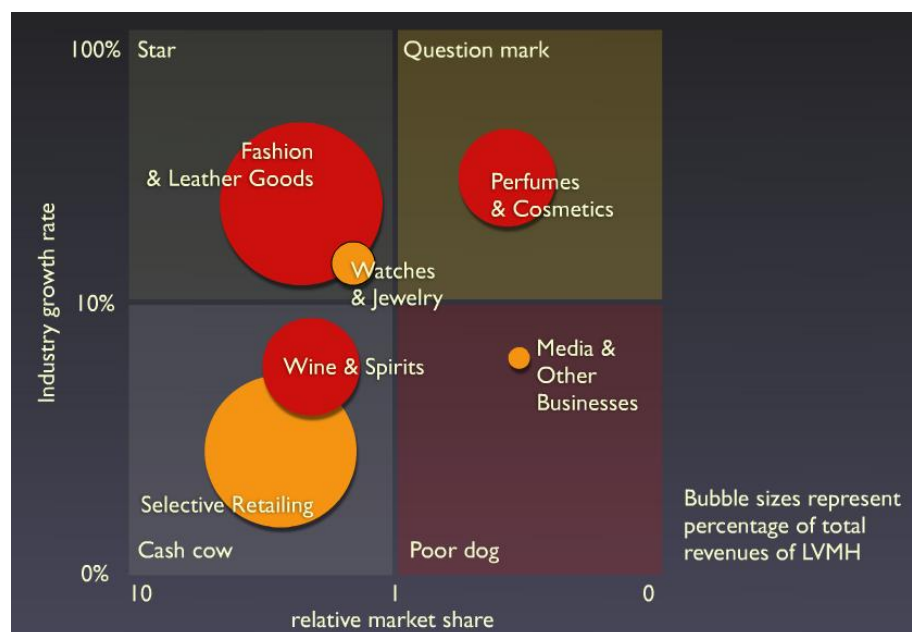 100%
Star
Question mark
Fashion
& Leather Goods
Perfumes
& Cosmetics
Watches
& Jewelry
Industry growth rate
10%
Wine & Spirits
Media &
Other
Businesses
Selective Retailing
Cash cow
Poor dog
Bubble sizes represent
percentage of total
revenues of LVMH
0%
10
1
0
relative market share